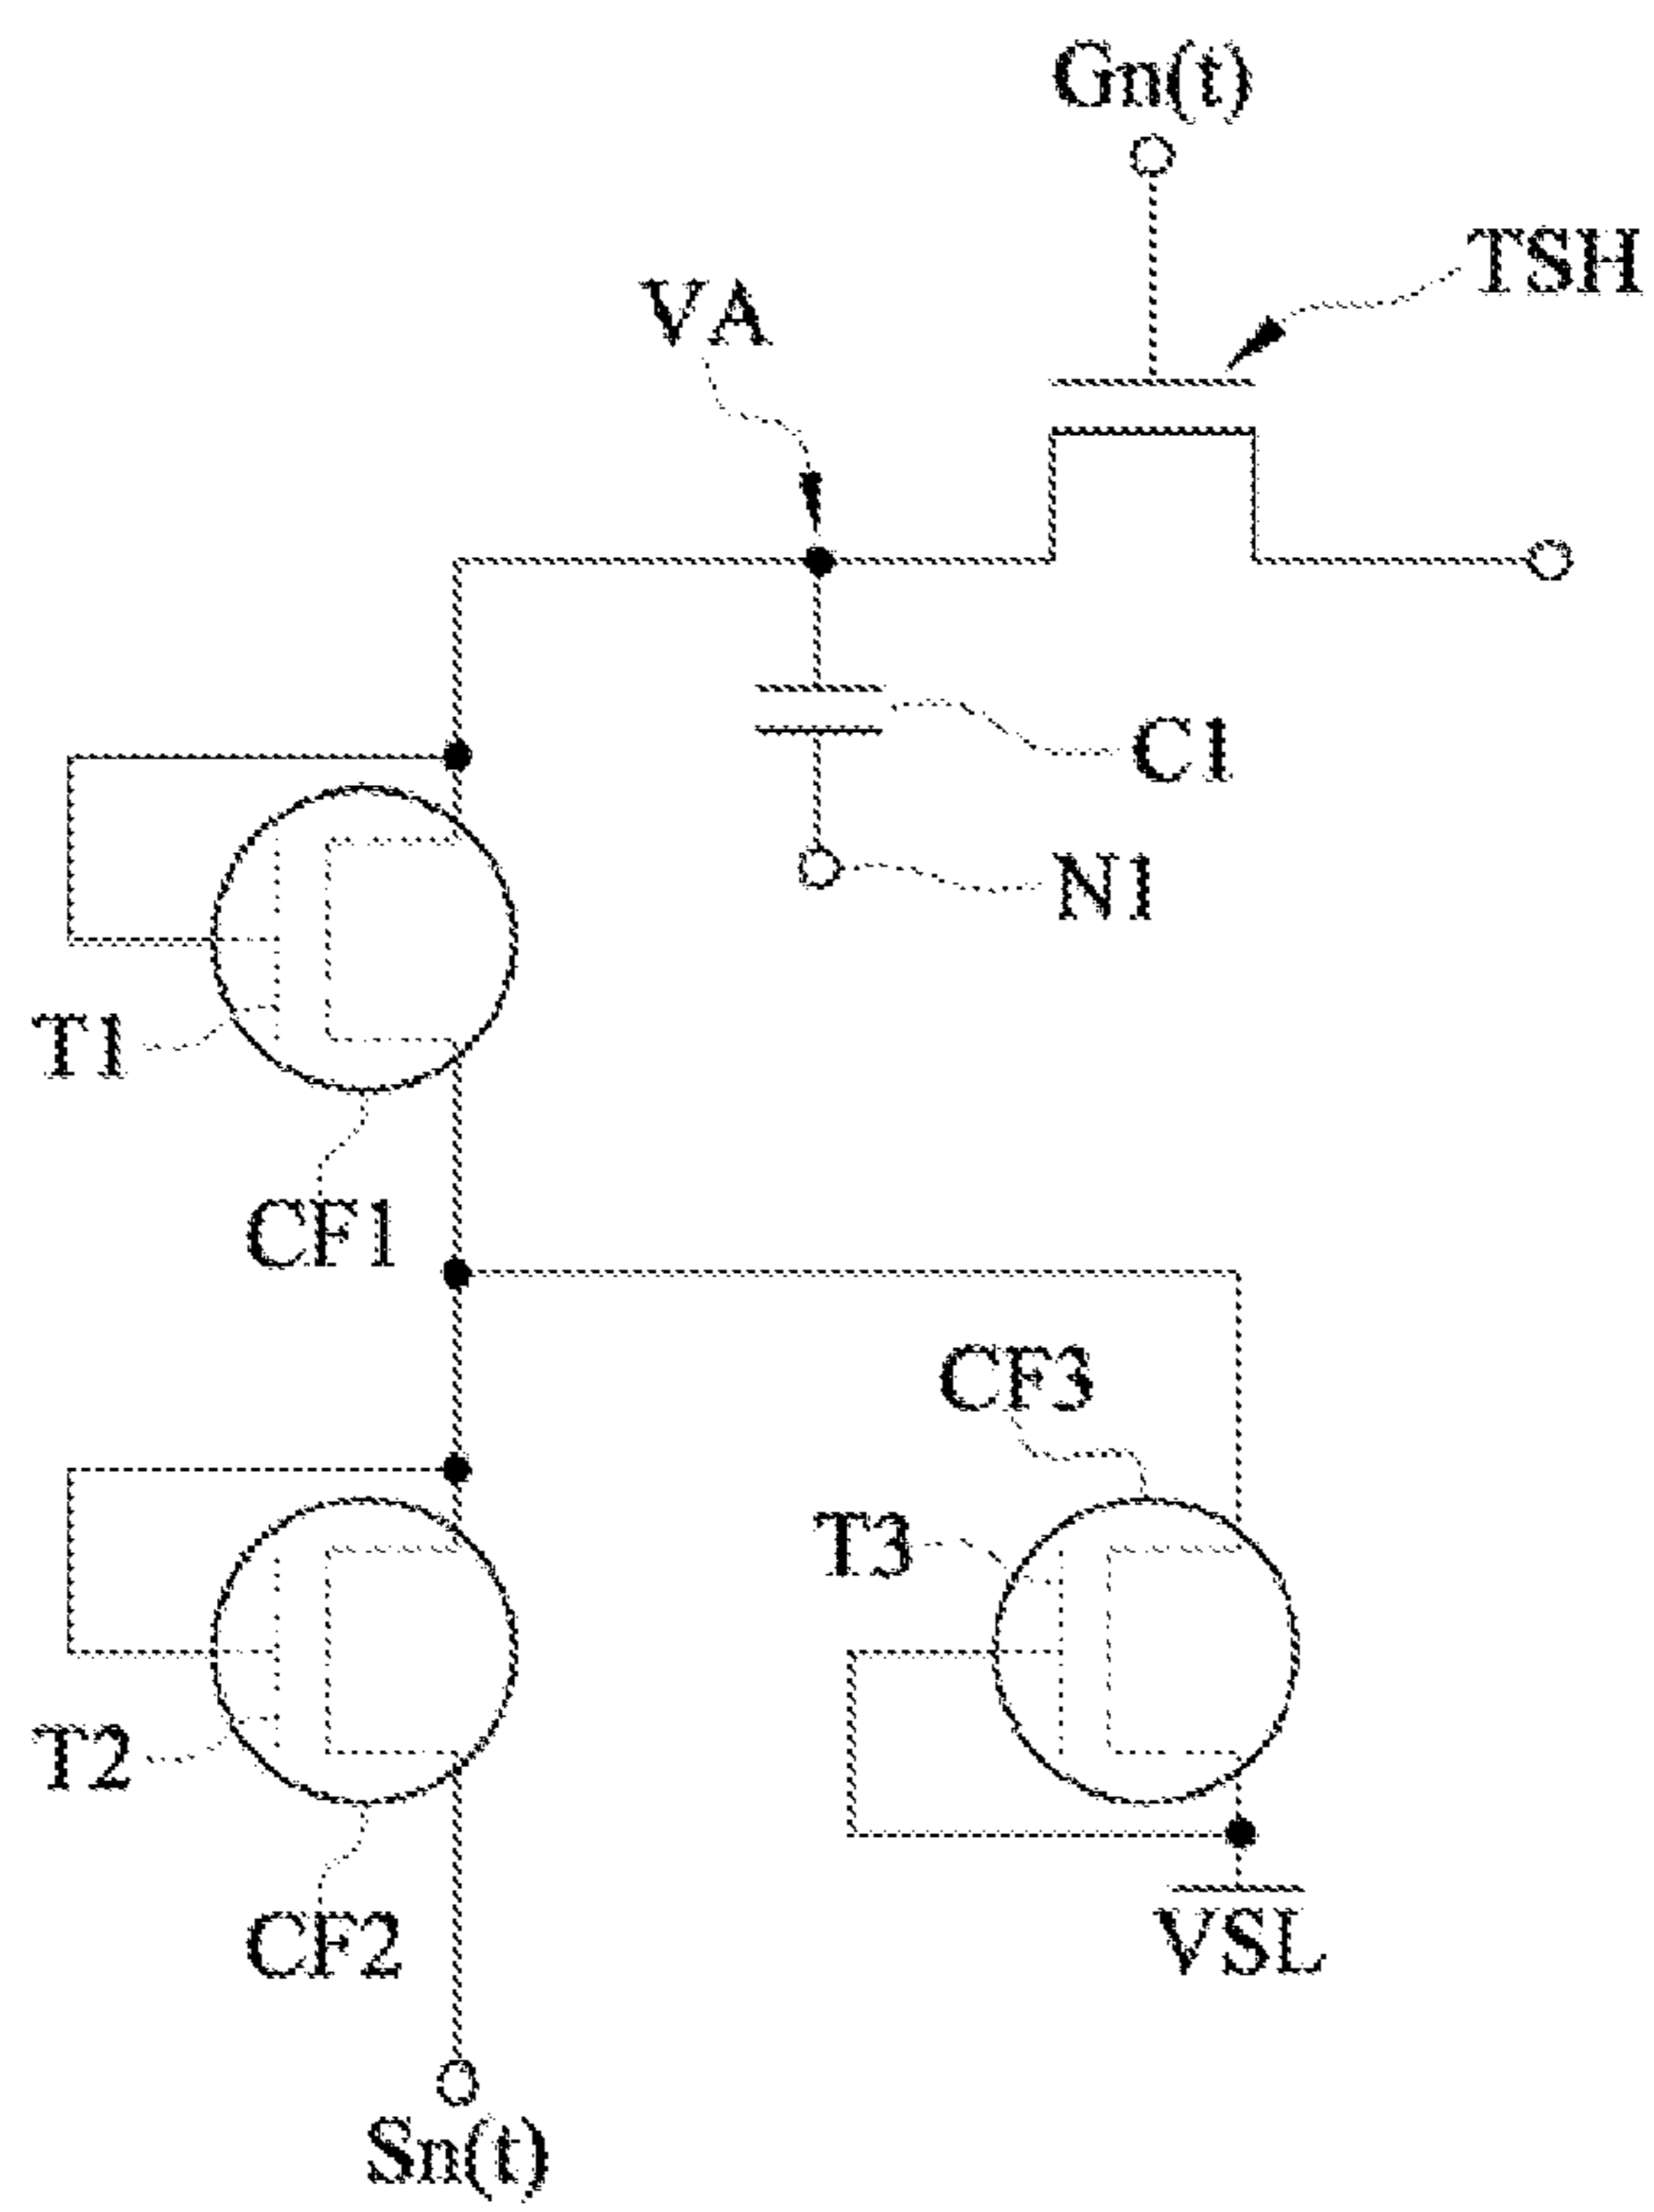 Gn(t)
TSH
VA
C1
N1
T1
CF1
CF3
T3
T2
CF2
VSL
Sn(t)